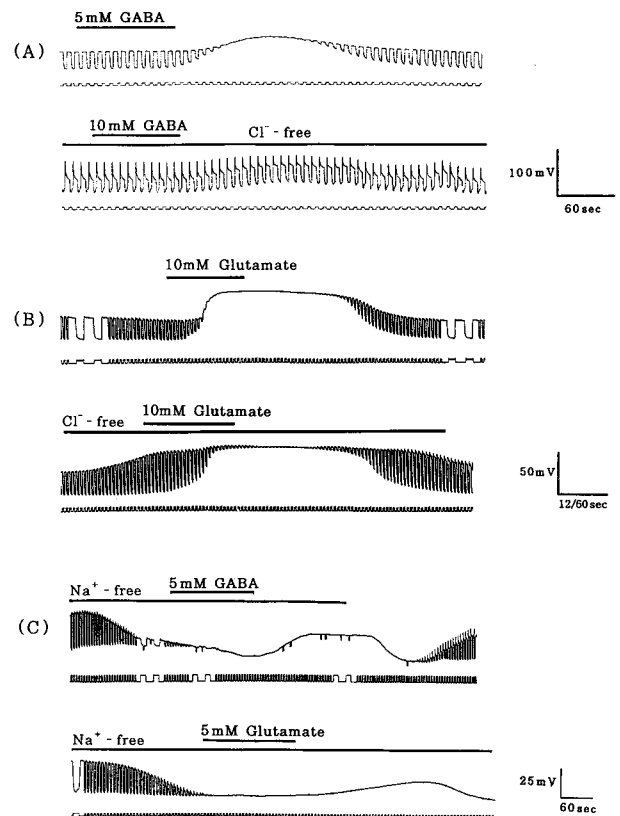 5mM GABA
(A)
10mM GABA
Cl⁻ - free
100mV
60sec
10mM Glutamate
(B)
Cl⁻ - free
10mM Glutamate
50mV
12/60sec
Na⁺ - free
5mM GABA
(C)
Na⁺ - free
5mM Glutamate
25mV
60sec